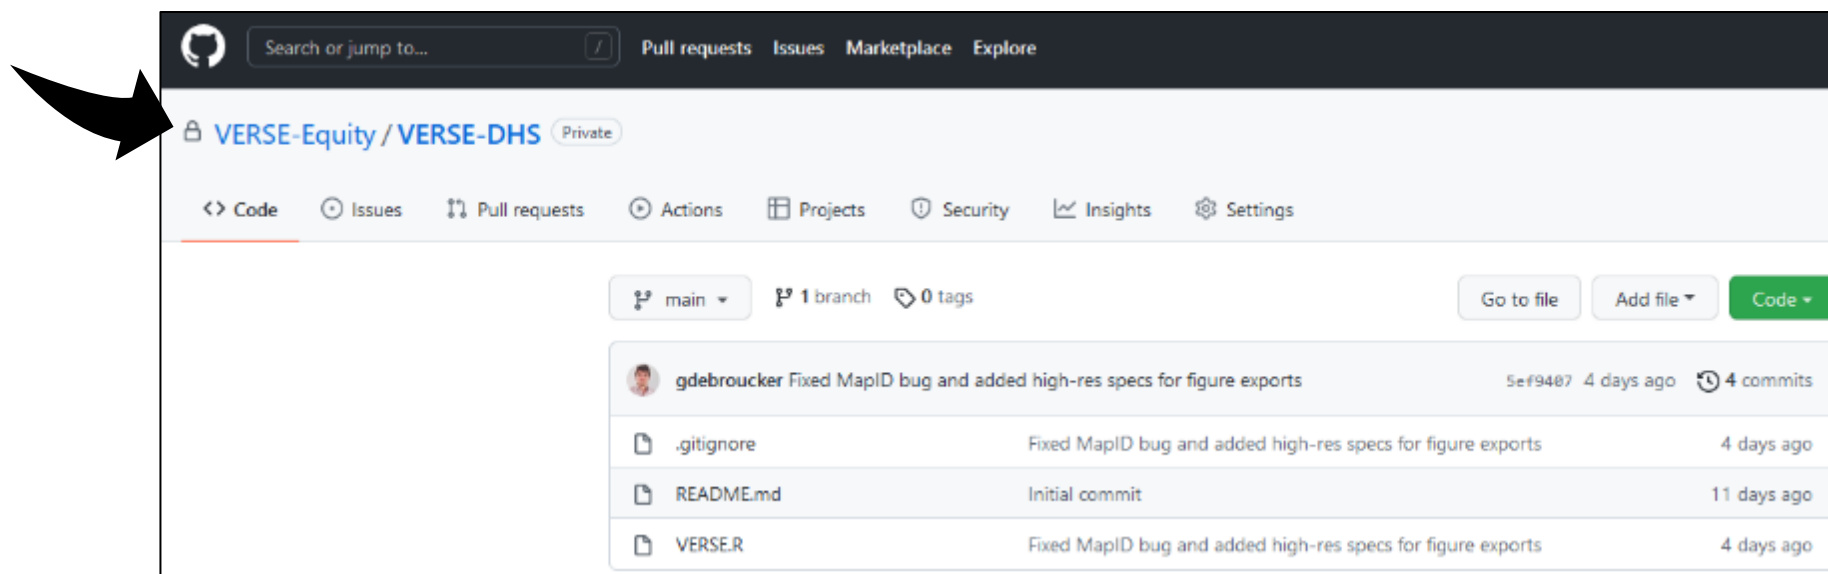 Search or jump to... / Pull requests Issues Marketplace Explore
VERSE-Equity / VERSE-DHS Private
<> Code Issues Pull requests Actions Projects Security Insights Settings
main 1 branch 0 tags Go to file Add file Code
gdebroucker Fixed MapID bug and added high-res specs for figure exports 5ef9407 4 days ago 4 commits
.gitignore Fixed MapID bug and added high-res specs for figure exports 4 days ago
README.md Initial commit 11 days ago
VERSE.R Fixed MapID bug and added high-res specs for figure exports 4 days ago